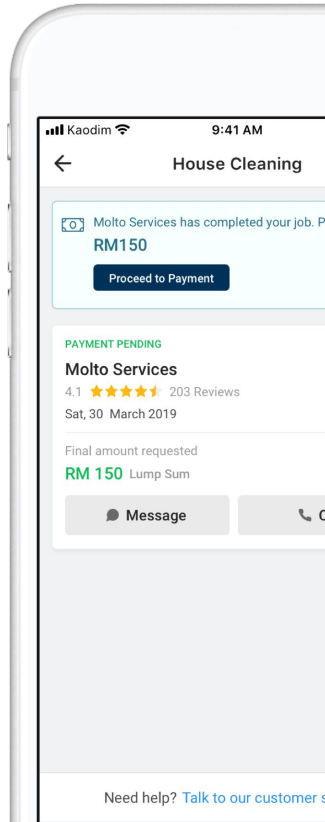 Kaodim 9:41 AM
House Cleaning
Molto Services has completed your job. P
RM150
Proceed to Payment
PAYMENT PENDING
Molto Services
4.1 203 Reviews
Sat, 30 March 2019
Final amount requested
RM 150 Lump Sum
Message
Need help? Talk to our customer